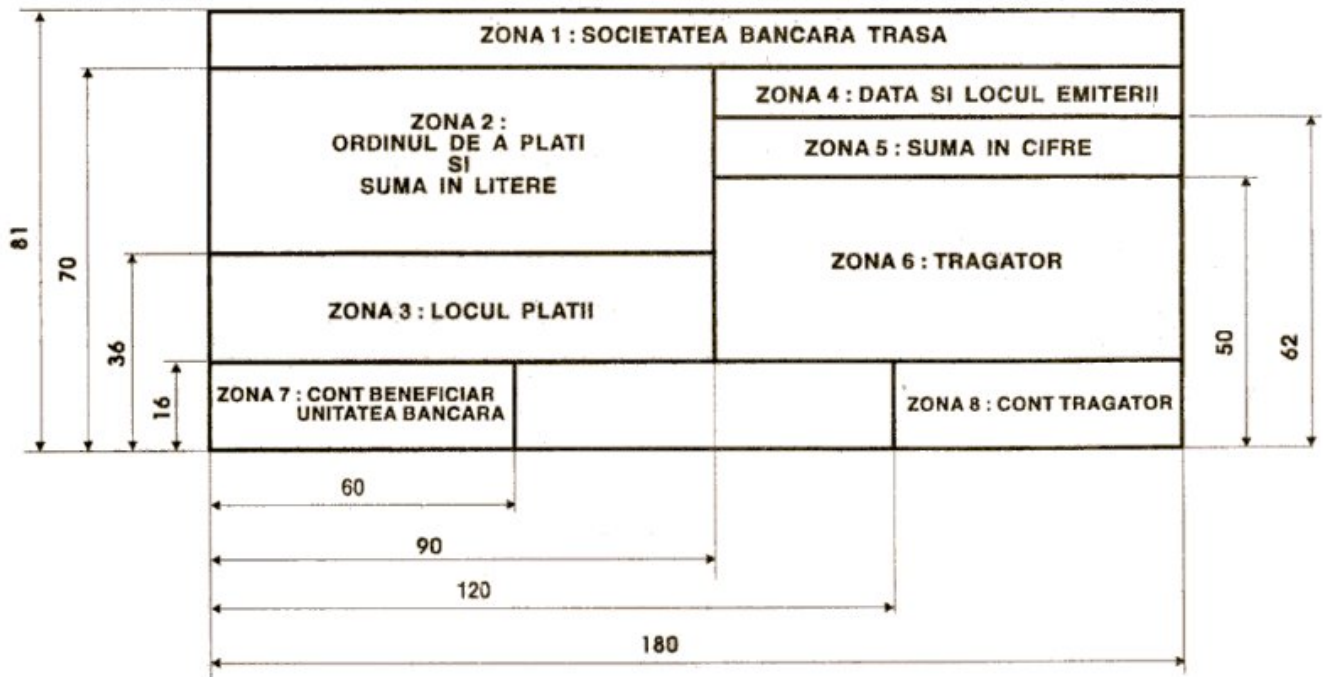 ZONA 1 : SOCIETATEA BANCARA TRASA
ZONA 2 :
ORDINUL DE A PLATI
SI
SUMA IN LITERE
ZONA 4 : DATA SI LOCUL EMITERII
ZONA 5 : SUMA IN CIFRE
ZONA 6 : TRAGATOR
ZONA 3 : LOCUL PLATII
ZONA 7 : CONT BENEFICIAR
UNITATEA BANCARA
ZONA 8 : CONT TRAGATOR
81
70
36
16
50
62
60
90
120
180